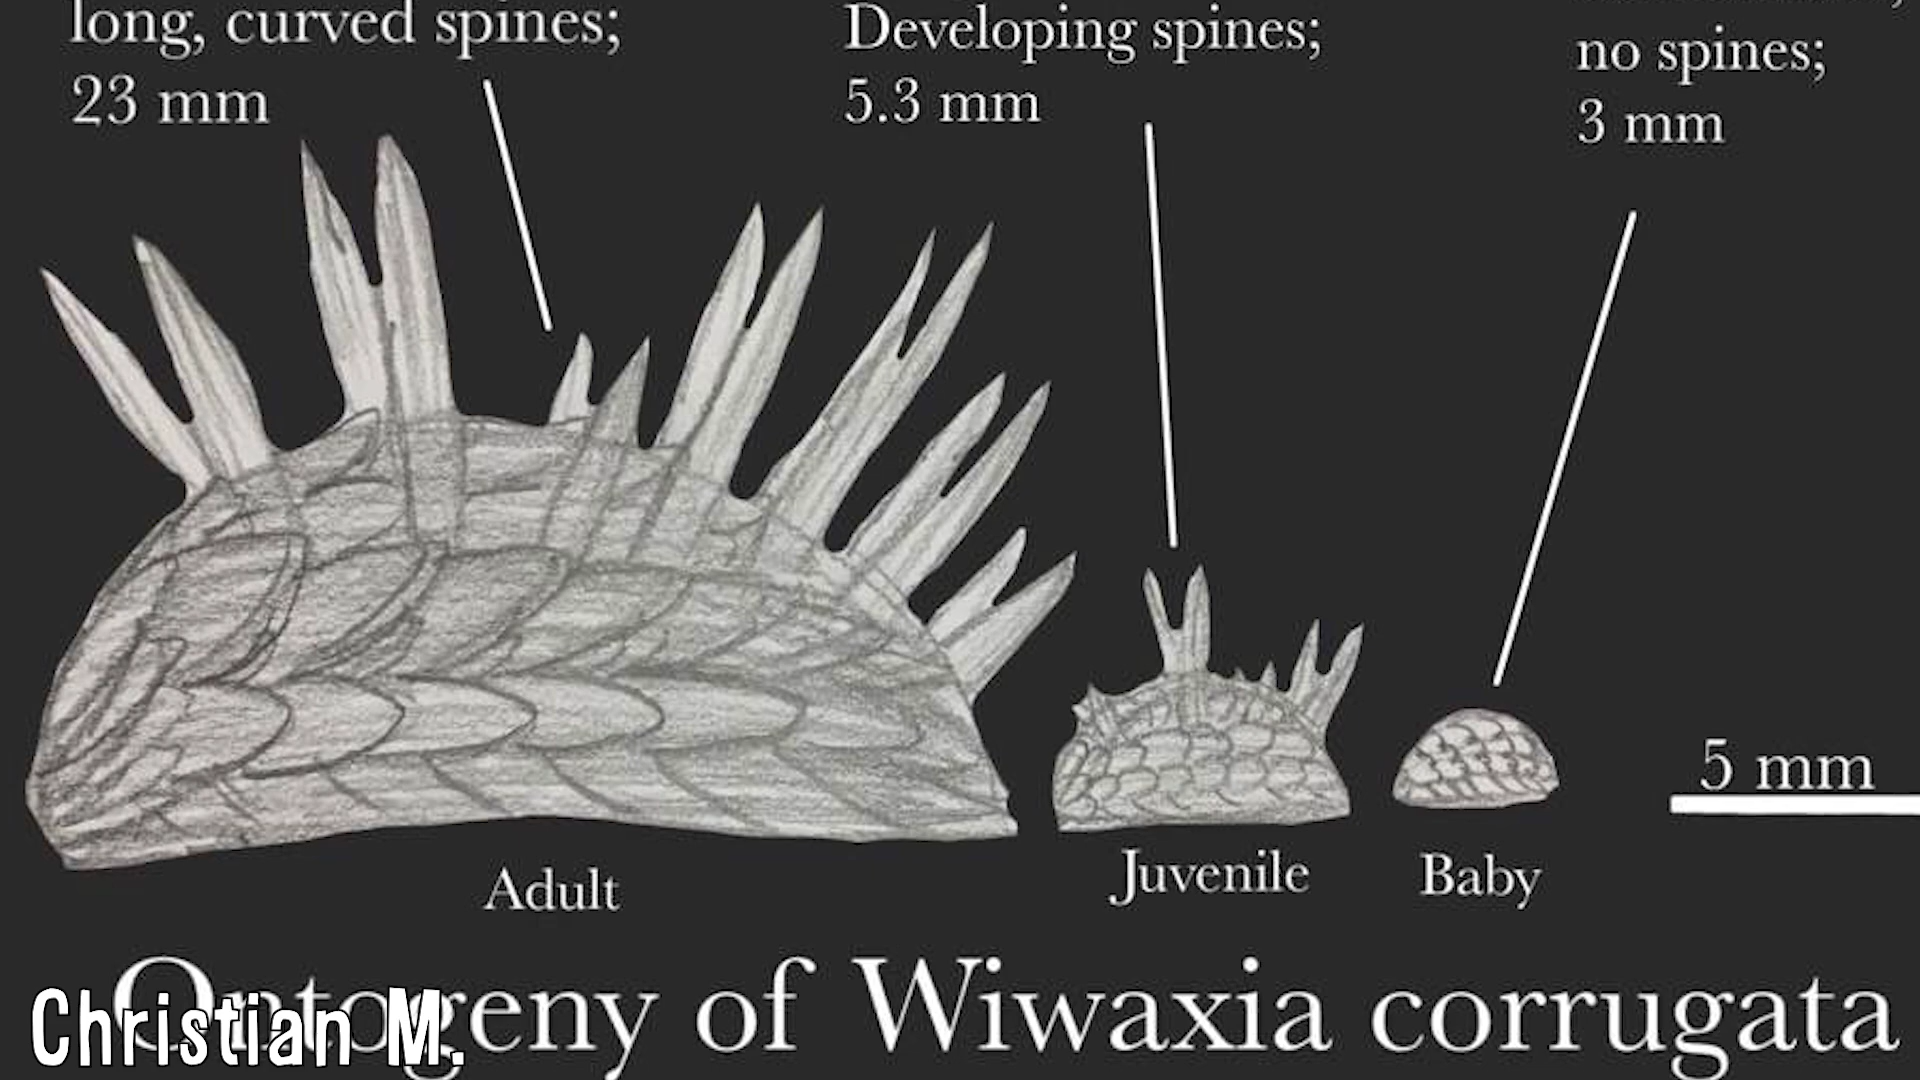 long, curved spines;
23 mm
Developing spines;
5.3 mm
no spines;
3 mm
5 mm
Adult
Juvenile
Baby
Ontogeny of Wiwaxia corrugata
Christian M.